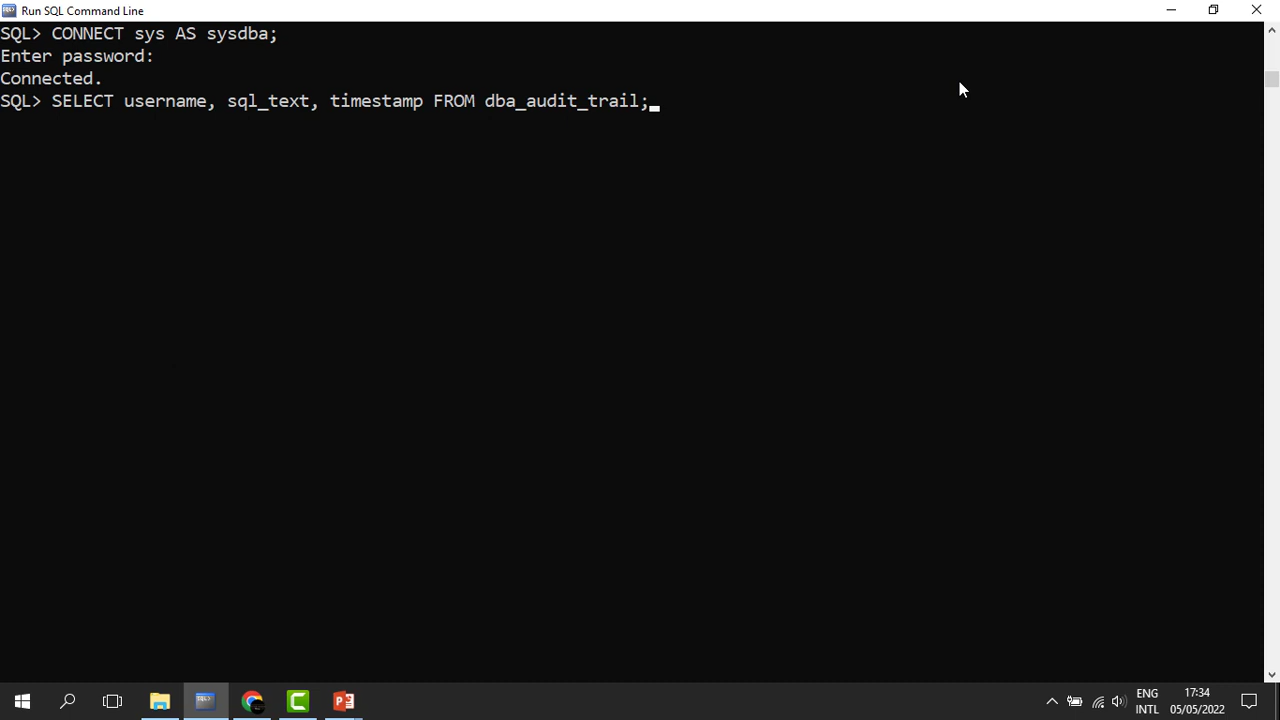 Run SQL Command Line
SQL> CONNECT sys AS sysdba;
Enter password:
Connected.
SQL> SELECT username, sql_text, timestamp FROM dba_audit_trail;
ENG
INTL
17:34
05/05/2022